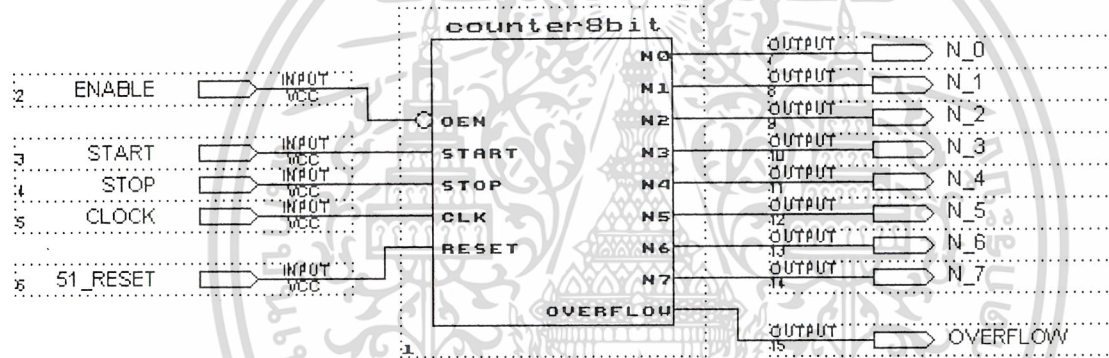 counter8bit
2 ENABLE INPUT VCC
3 START INPUT VCC
4 STOP INPUT VCC
5 CLOCK INPUT VCC
51_RESET INPUT VCC
OEN
START
STOP
CLK
RESET
N0
N1
N2
N3
N4
N5
N6
N7
OVERFLOW
1
OUTPUT N_0
OUTPUT 8 N_1
OUTPUT 9 N_2
OUTPUT 10 N_3
OUTPUT 11 N_4
OUTPUT 12 N_5
OUTPUT 13 N_6
OUTPUT 14 N_7
OUTPUT 15 OVERFLOW